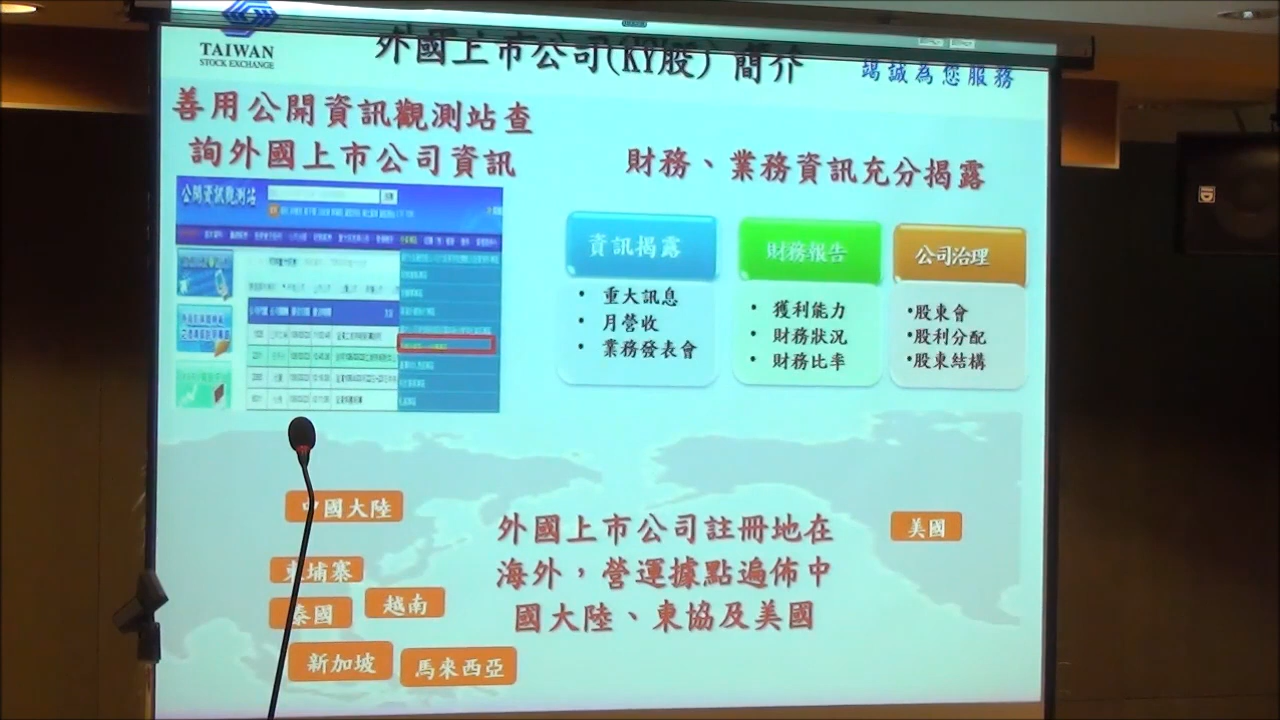 TAIWAN
STOCK EXCHANGE
外國上市公司(KY股) 簡介
竭誠為您服務
善用公開資訊觀測站查
詢外國上市公司資訊
財務、業務資訊充分揭露
公開資訊觀測站
資訊揭露
• 重大訊息
• 月營收
• 業務發表會
財務報告
• 獲利能力
• 財務狀況
• 財務比率
公司治理
•股東會
•股利分配
•股東結構
中國大陸
柬埔寨
泰國
越南
新加坡
馬來西亞
美國
外國上市公司註冊地在
海外，營運據點遍佈中
國大陸、東協及美國